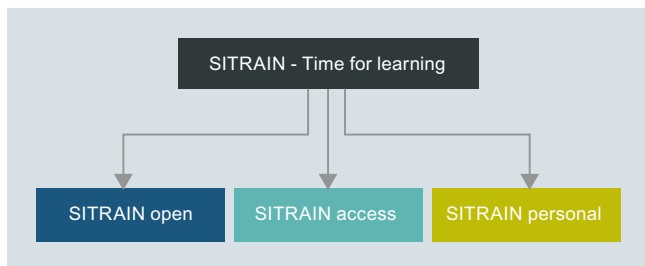 SITRAIN - Time for learning
SITRAIN open
SITRAIN access
SITRAIN personal